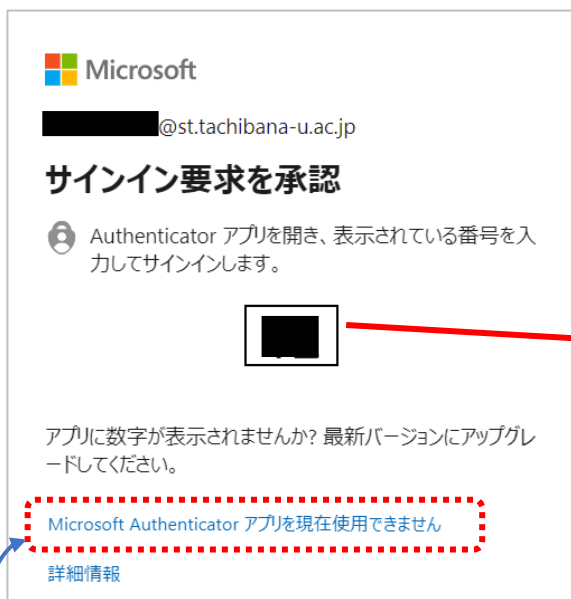 Microsoft
@st.tachibana-u.ac.jp
サインイン要求を承認
Authenticator アプリを開き、表示されている番号を入
力してサインインします。
アプリに数字が表示されませんか? 最新バージョンにアップグレ
ードしてください。
Microsoft Authenticator アプリを現在使用できません
詳細情報